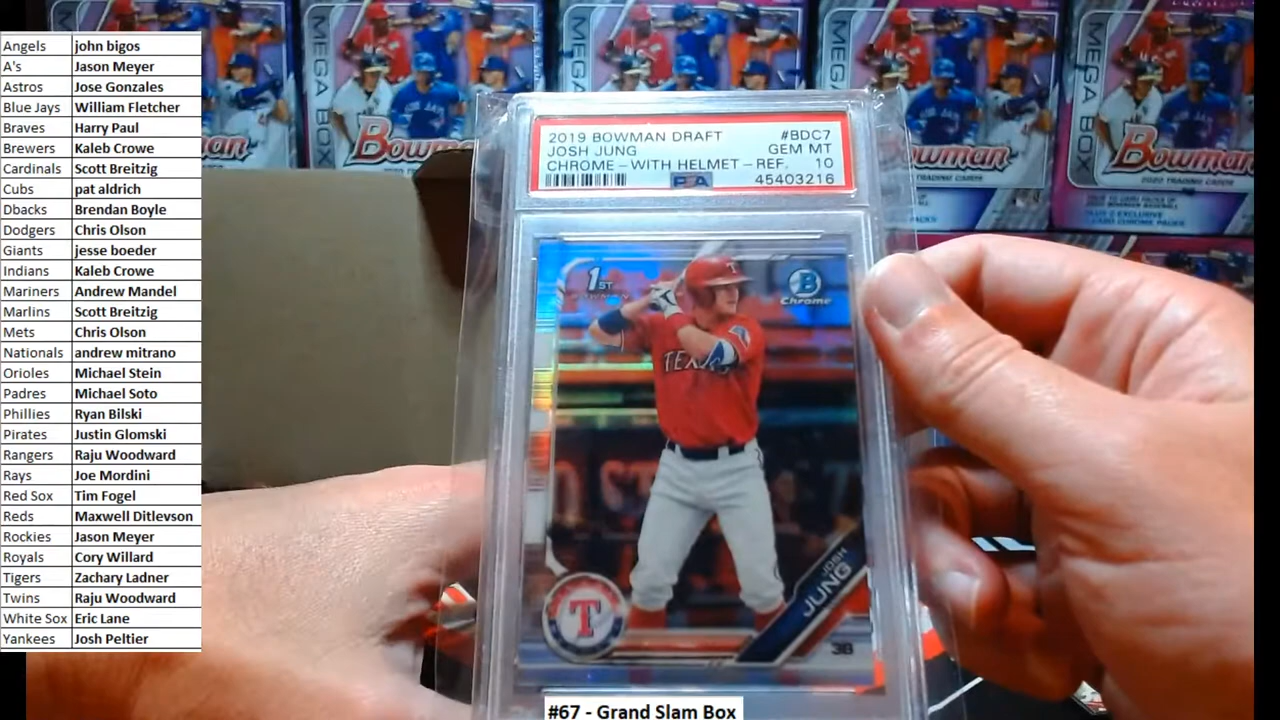 Angels john bigos
A's Jason Meyer
Astros Jose Gonzales
Blue Jays William Fletcher
Braves Harry Paul
Brewers Kaleb Crowe
Cardinals Scott Breitzig
Cubs pat aldrich
Dbacks Brendan Boyle
Dodgers Chris Olson
Giants jesse boeder
Indians Kaleb Crowe
Mariners Andrew Mandel
Marlins Scott Breitzig
Mets Chris Olson
Nationals andrew mitrano
Orioles Michael Stein
Padres Michael Soto
Phillies Ryan Bilski
Pirates Justin Glomski
Rangers Raju Woodward
Rays Joe Mordini
Red Sox Tim Fogel
Reds Maxwell Ditlevson
Rockies Jason Meyer
Royals Cory Willard
Tigers Zachary Ladner
Twins Raju Woodward
White Sox Eric Lane
Yankees Josh Peltier
MEGA BOX
Bowman
MEGA BOX
Bowman
MEGA BOX
Bowman
2020 TRADING CARDS
2019 BOWMAN DRAFT #BDC7
JOSH JUNG GEM MT
CHROME-WITH HELMET-REF. 10
PSA 45403216
1ST
BOWMAN
B
Chrome
TEXAS
T
T
JOSH
JUNG
3B
#67 - Grand Slam Box